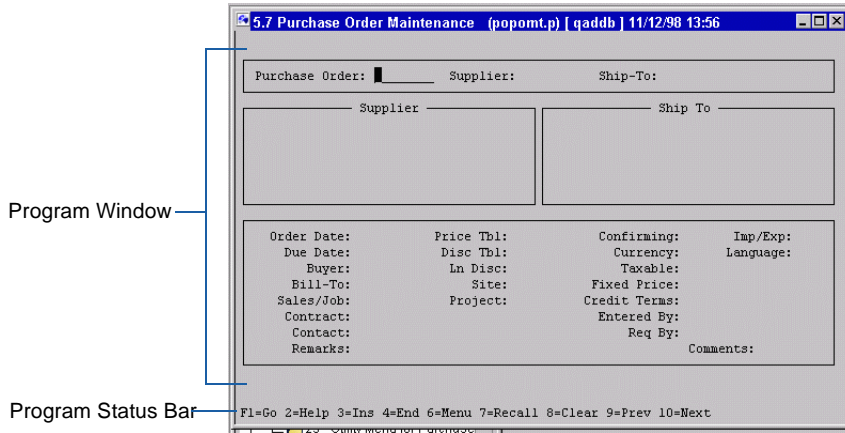 5.7 Purchase Order Maintenance (popomt.p) [ qaddb ] 11/12/98 13:56
Purchase Order: Supplier: Ship-To:
Supplier Ship To
Program Window
Order Date: Price Tbl: Confirming: Imp/Exp:
Due Date: Disc Tbl: Currency: Language:
Buyer: Ln Disc: Taxable:
Bill-To: Site: Fixed Price:
Sales/Job: Project: Credit Terms:
Contract: Entered By:
Contact: Req By:
Remarks: Comments:
Program Status Bar
F1=Go 2=Help 3=Ins 4=End 6=Menu 7=Recall 8=Clear 9=Prev 10=Next